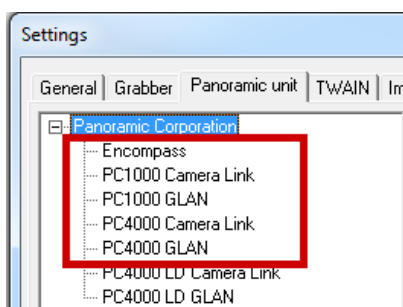 Settings
General Grabber Panoramic unit TWAIN
Panoramic Corporation
Encompass
PC1000 Camera Link
PC1000 GLAN
PC4000 Camera Link
PC4000 GLAN
PC4000 LD Camera Link
PC4000 LD GLAN